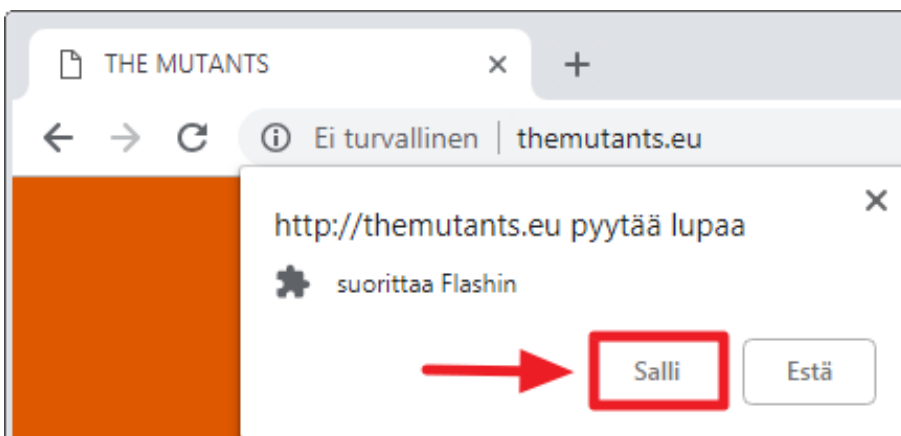 THE MUTANTS
Ei turvallinen | themutants.eu
http://themutants.eu pyytää lupaa
suorittaa Flashin
Salli Estä